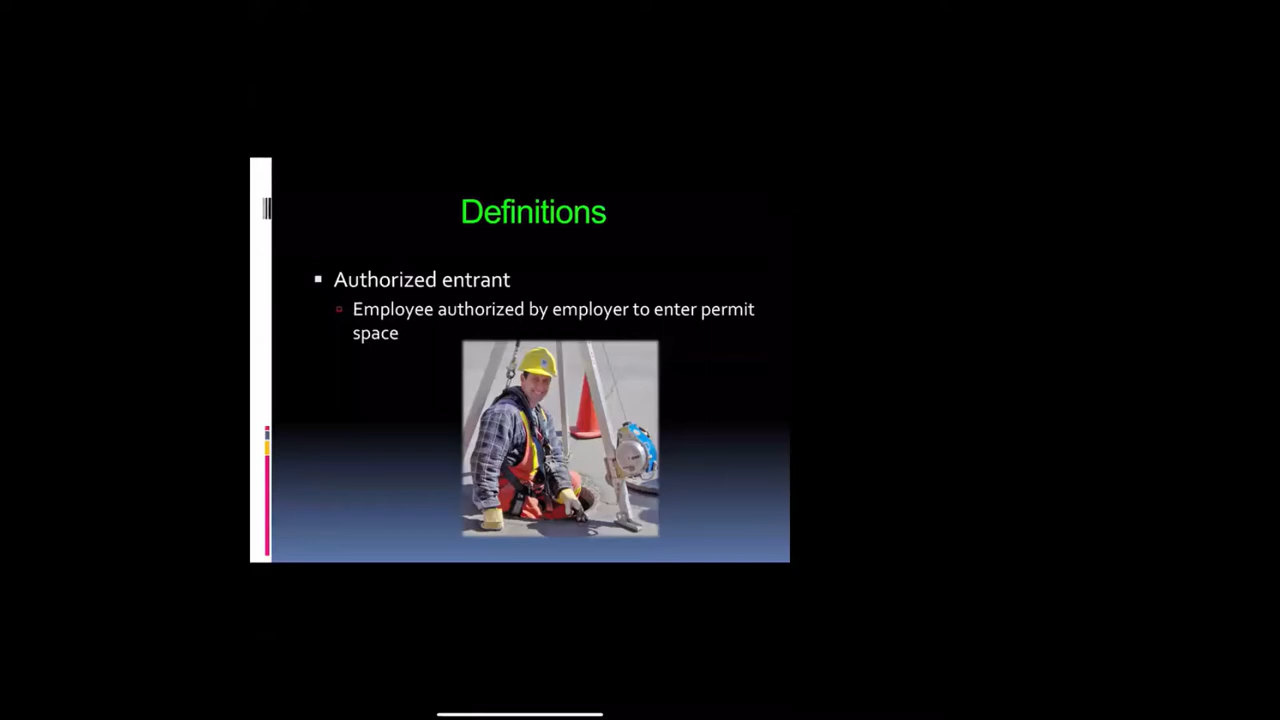 Definitions
Authorized entrant
Employee authorized by employer to enter permit
space